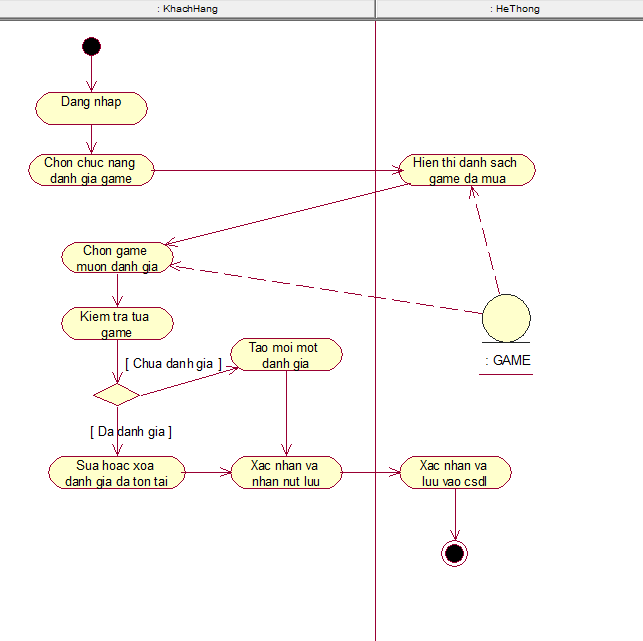 : KhachHang
: HeThong
Dang nhap
Chon chuc nang
danh gia game
Hien thi danh sach
game da mua
Chon game
muon danh gia
Kiem tra tua
game
: GAME
Tao moi mot
danh gia
[ Chua danh gia ]
[ Da danh gia ]
Sua hoac xoa
danh gia da ton tai
Xac nhan va
nhan nut luu
Xac nhan va
luu vao csdl